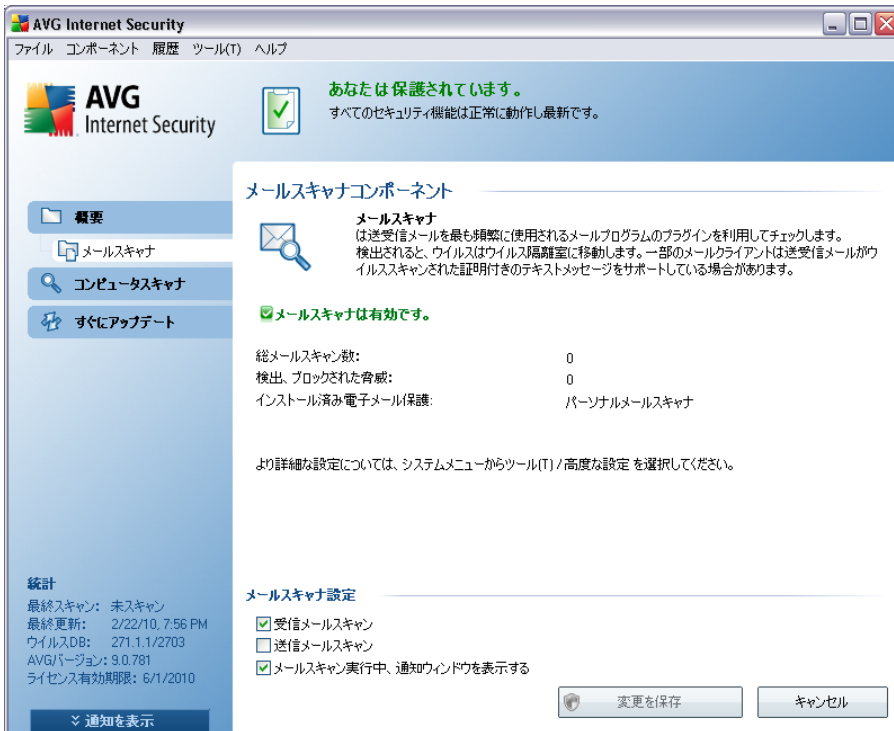 AVG Internet Security
ファイル コンポーネント 履歴 ツール(T) ヘルプ
AVG
Internet Security
あなたは保護されています。
すべてのセキュリティ機能は正常に動作し最新です。
概要
メールスキャナ
コンピュータスキャナ
すぐにアップデート
メールスキャナコンポーネント
メールスキャナ
は送受信メールを最も頻繁に使用されるメールプログラムのプラグインを利用してチェックします。
検出されると、ウイルスはウイルス隔離室に移動します。一部のメールクライアントは送受信メールがウ
イルススキャンされた証明付きのテキストメッセージをサポートしている場合があります。
メールスキャナは有効です。
総メールスキャン数: 0
検出、ブロックされた脅威: 0
インストール済み電子メール保護: パーソナルメールスキャナ
より詳細な設定については、システムメニューからツール(T) / 高度な設定 を選択してください。
統計
最終スキャン: 未スキャン
最終更新: 2/22/10, 7:56 PM
ウイルスDB: 271.1.1/2703
AVGバージョン: 9.0.781
ライセンス有効期限: 6/1/2010
通知を表示
メールスキャナ設定
受信メールスキャン
送信メールスキャン
メールスキャン実行中、通知ウィンドウを表示する
変更を保存 キャンセル